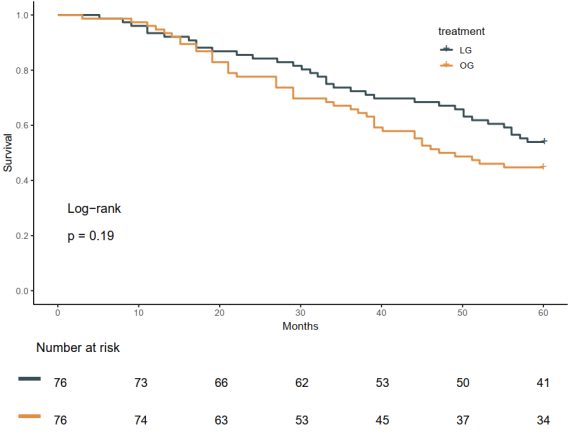 treatment
LG
OG
1.0
0.8
0.6
0.4
0.2
0.0
Survival
Log−rank
p = 0.19
0 10 20 30 40 50 60
Months
Number at risk
76 73 66 62 53 50 41
76 74 63 53 45 37 34